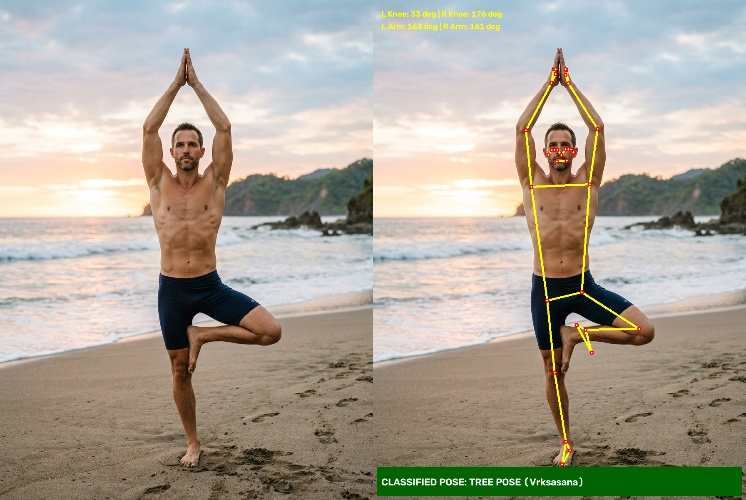 L Knee: 33 deg | R Knee: 176 deg
L Arm: 163 deg | R Arm: 161 deg
CLASSIFIED POSE: TREE POSE (Vrksasana)